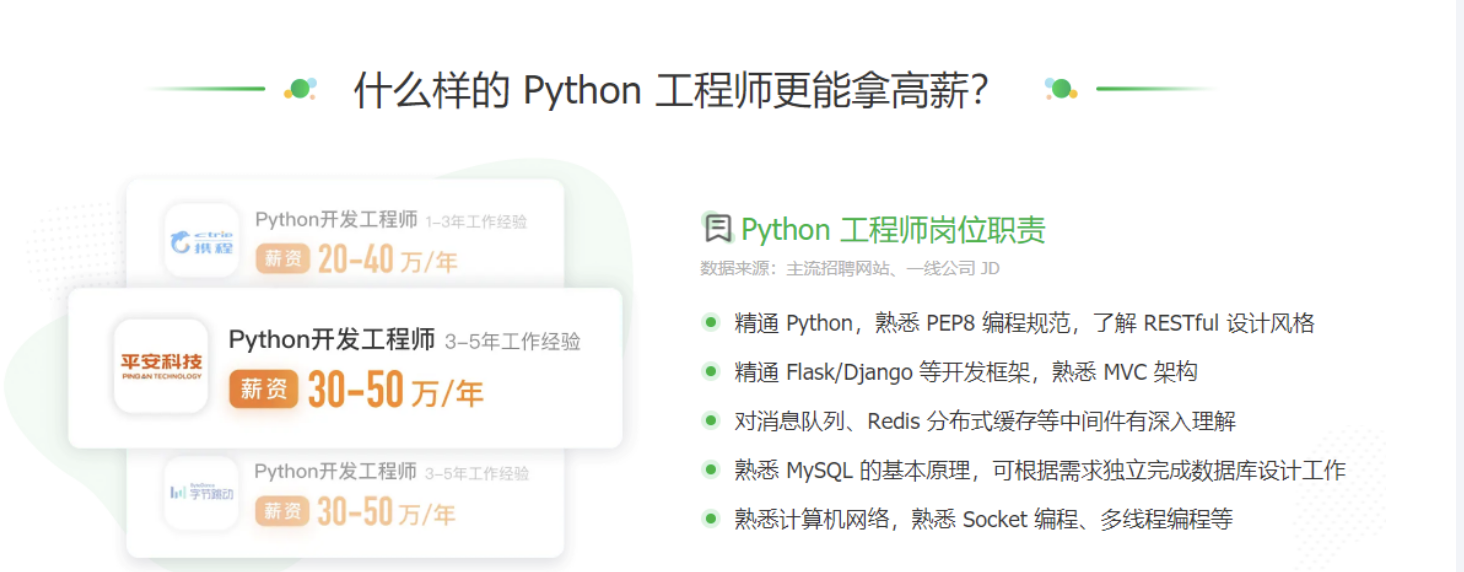 什么样的 Python 工程师更能拿高薪？
ctrip
携程
Python开发工程师 1-3年工作经验
薪资 20-40 万/年
平安科技
PING AN TECHNOLOGY
Python开发工程师 3-5年工作经验
薪资 30-50 万/年
ByteDance
字节跳动
Python开发工程师 3-5年工作经验
薪资 30-50 万/年
Python 工程师岗位职责
数据来源：主流招聘网站、一线公司 JD
精通 Python，熟悉 PEP8 编程规范，了解 RESTful 设计风格
精通 Flask/Django 等开发框架，熟悉 MVC 架构
对消息队列、Redis 分布式缓存等中间件有深入理解
熟悉 MySQL 的基本原理，可根据需求独立完成数据库设计工作
熟悉计算机网络，熟悉 Socket 编程、多线程编程等